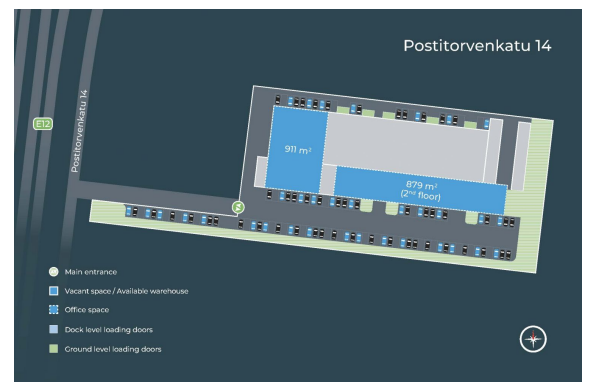 Postitorvenkatu 14
Postitorvenkatu 14
E12
911 m²
879 m²
(2ⁿᵈ floor)
Main entrance
Vacant space / Available warehouse
Office space
Dock level loading doors
Ground level loading doors